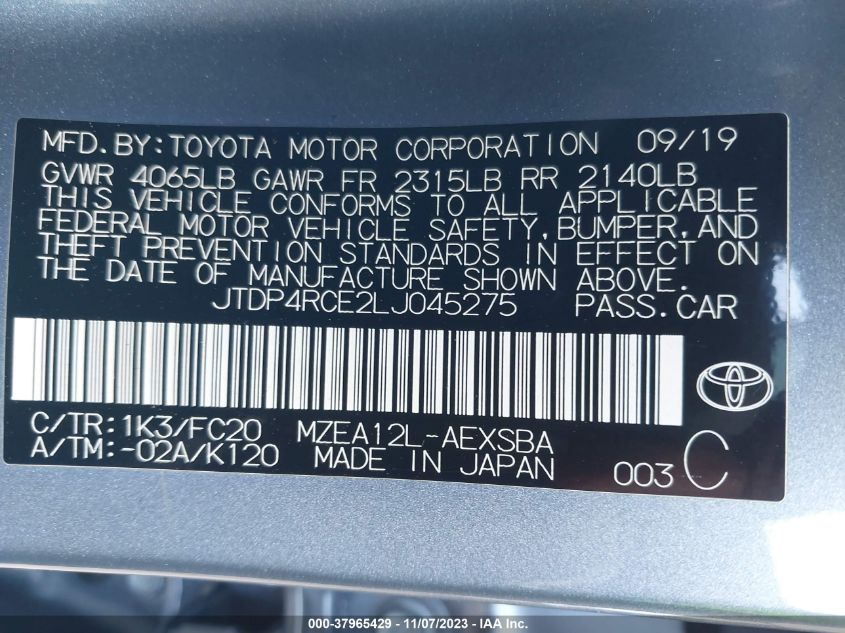 MFD. BY: TOYOTA MOTOR CORPORATION 09/19
GVWR 4065LB GAWR FR 2315LB RR 2140LB
THIS VEHICLE CONFORMS TO ALL APPLICABLE
FEDERAL MOTOR VEHICLE SAFETY, BUMPER, AND
THEFT PREVENTION STANDARDS IN EFFECT ON
THE DATE OF MANUFACTURE SHOWN ABOVE.
JTDP4RCE2LJ045275 PASS. CAR
C/TR: 1K3/FC20 MZEA12L-AEXSBA
A/TM: -02A/K120 MADE IN JAPAN 003 C
000-37965429 - 11/07/2023 - IAA Inc.